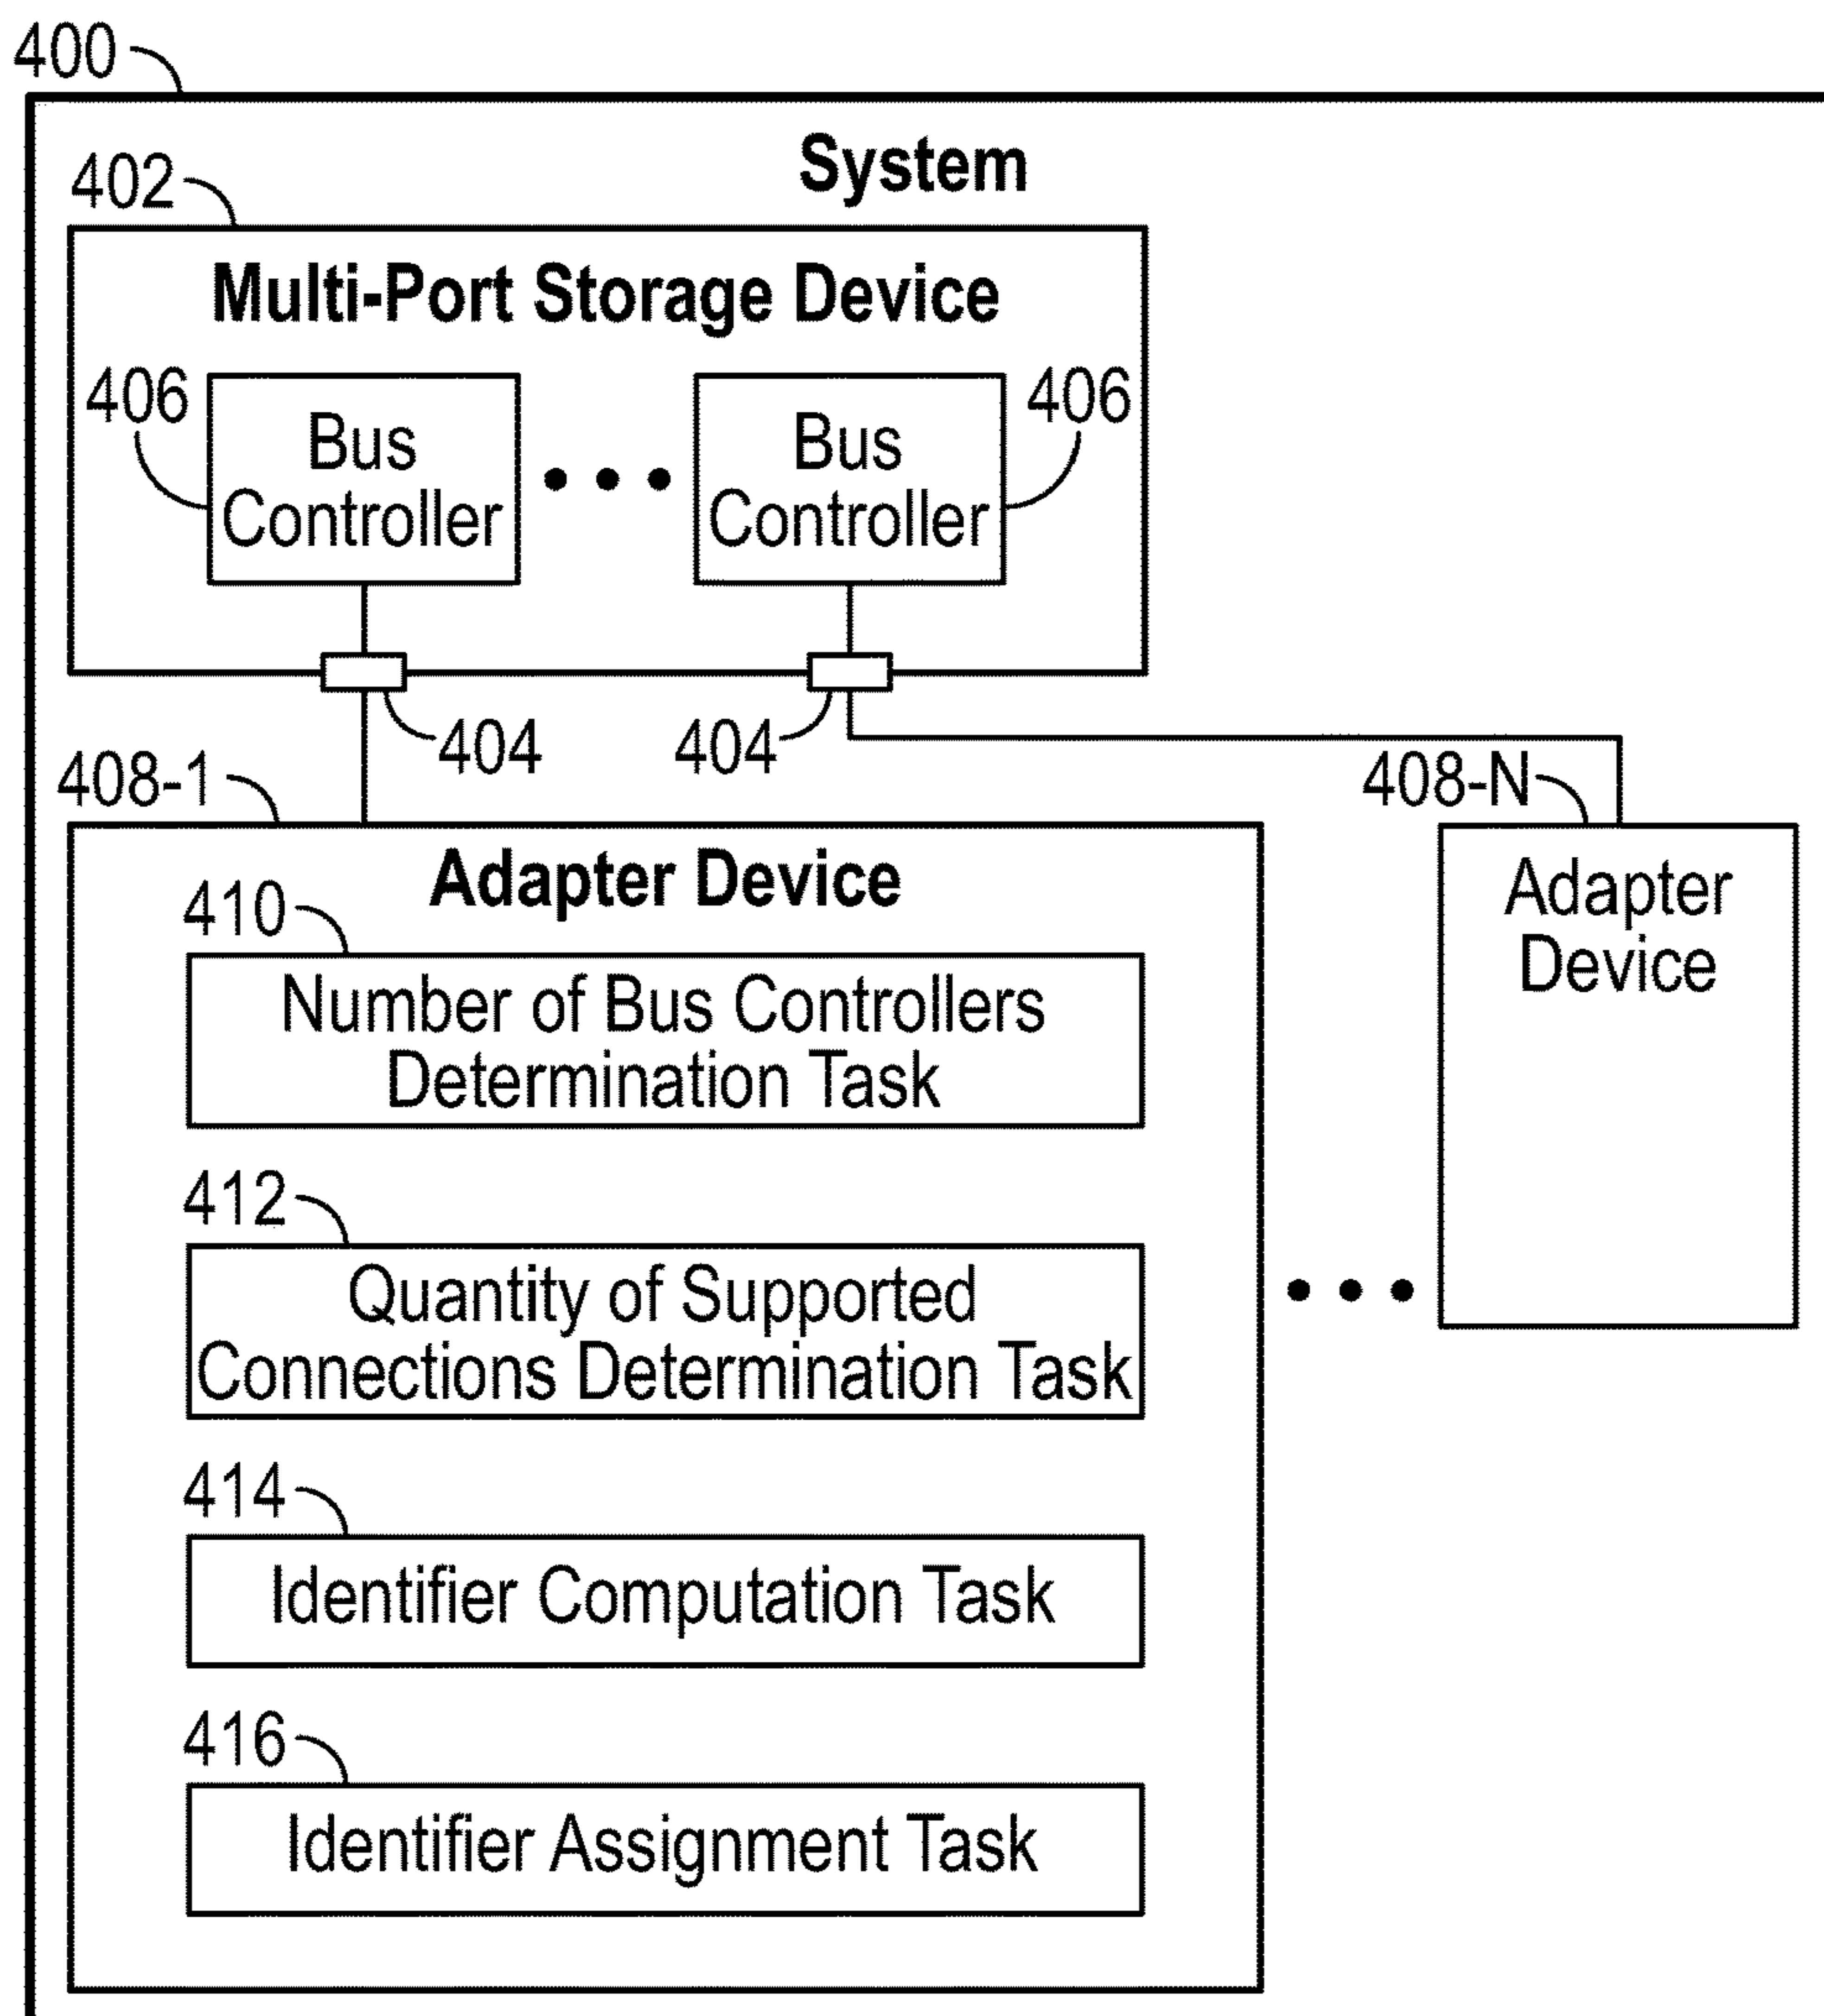 400
System
402
Multi-Port Storage Device
406
Bus
Controller
Bus
Controller
406
404
404
408-1
408-N
Adapter Device
410
Number of Bus Controllers
Determination Task
412
Quantity of Supported
Connections Determination Task
414
Identifier Computation Task
416
Identifier Assignment Task
Adapter
Device